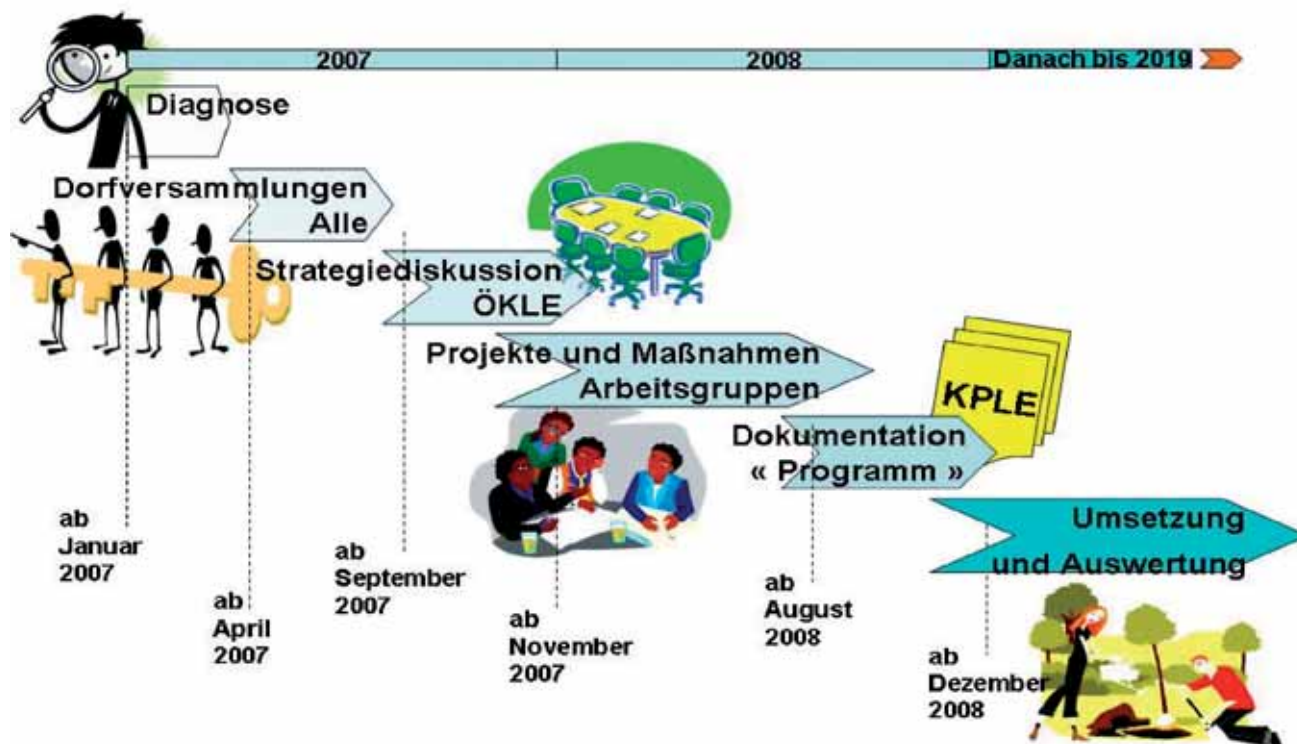 2007
2008
Danach bis 2019
Diagnose
Dorfversammlungen
Alle
Strategiediskussion
ÖKLE
Projekte und Maßnahmen
Arbeitsgruppen
KPLE
Dokumentation
« Programm »
Umsetzung
und Auswertung
ab
Januar
2007
ab
April
2007
ab
September
2007
ab
November
2007
ab
August
2008
ab
Dezember
2008